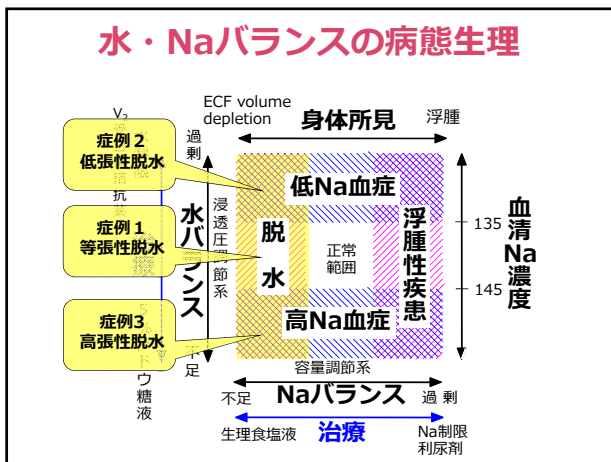 水・Naバランスの病態生理
ECF volume
depletion
身体所見
浮腫
症例２
低張性脱水
症例１
等張性脱水
症例3
高張性脱水
過剰
水バランス
不足
浸透圧調節系
低Na血症
脱水
正常
範囲
浮腫性疾患
高Na血症
135
145
血清Na濃度
容量調節系
不足
Naバランス
過剰
生理食塩液
治療
Na制限
利尿剤
ドウ糖液